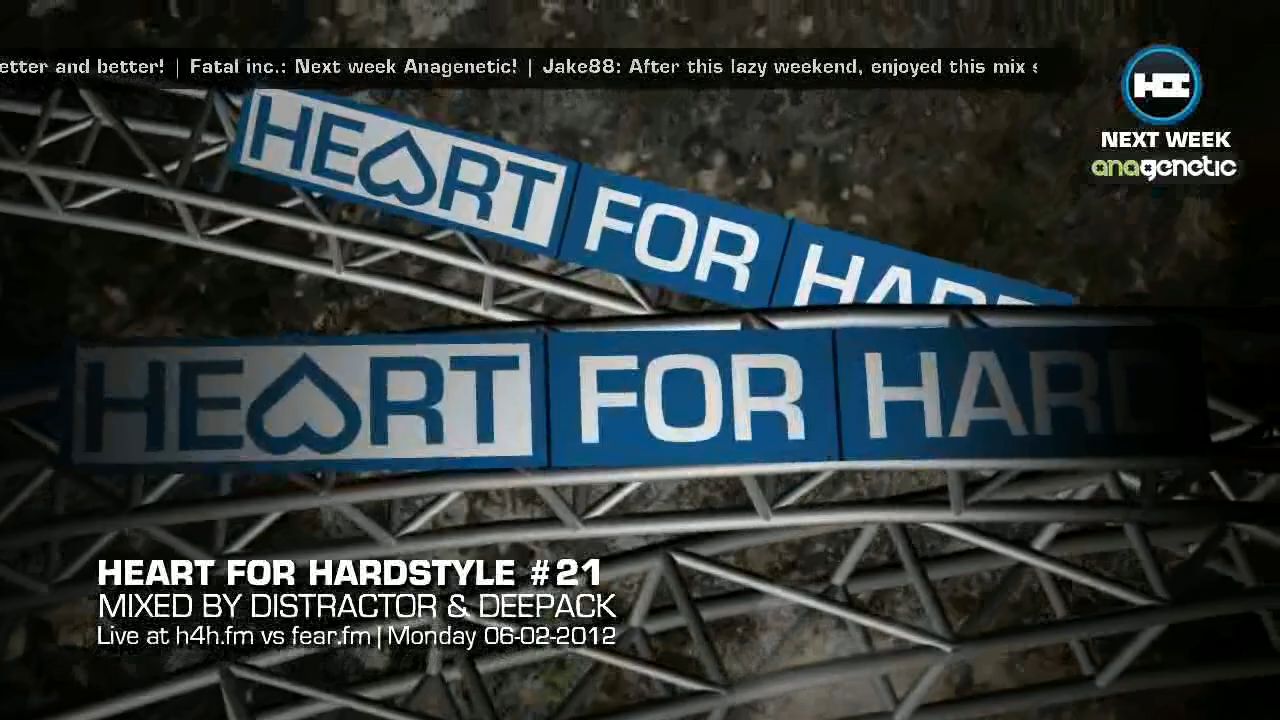 etter and better! | Fatal inc.: Next week Anagenetic! | Jake88: After this lazy weekend, enjoyed this mix s
NEXT WEEK
anagenetic
HEART FOR HARD
HEART FOR HARD
HEART FOR HARDSTYLE #21
MIXED BY DISTRACTOR & DEEPACK
Live at h4h.fm vs fear.fm | Monday 06-02-2012